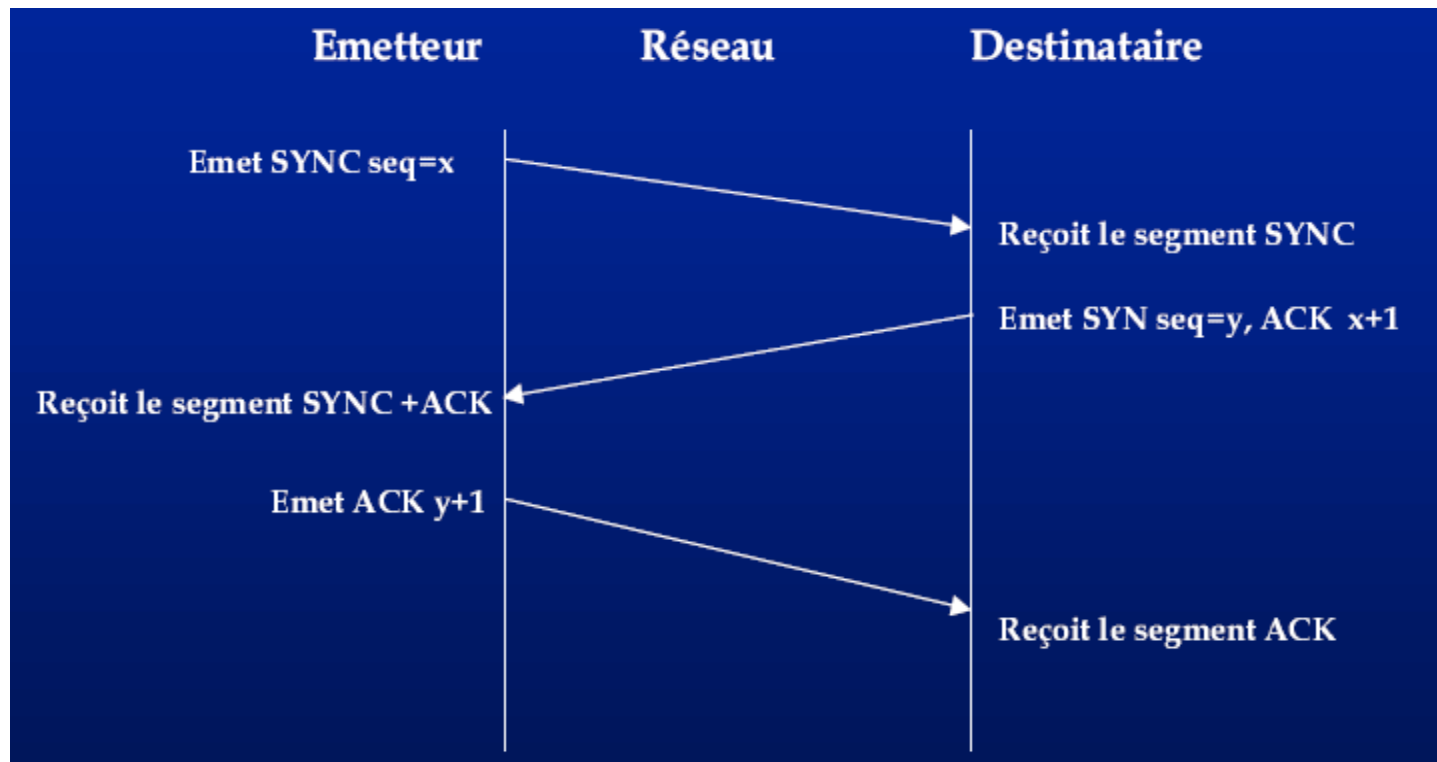 Emetteur Réseau Destinataire
Emet SYNC seq=x
Reçoit le segment SYNC
Emet SYN seq=y, ACK x+1
Reçoit le segment SYNC +ACK
Emet ACK y+1
Reçoit le segment ACK